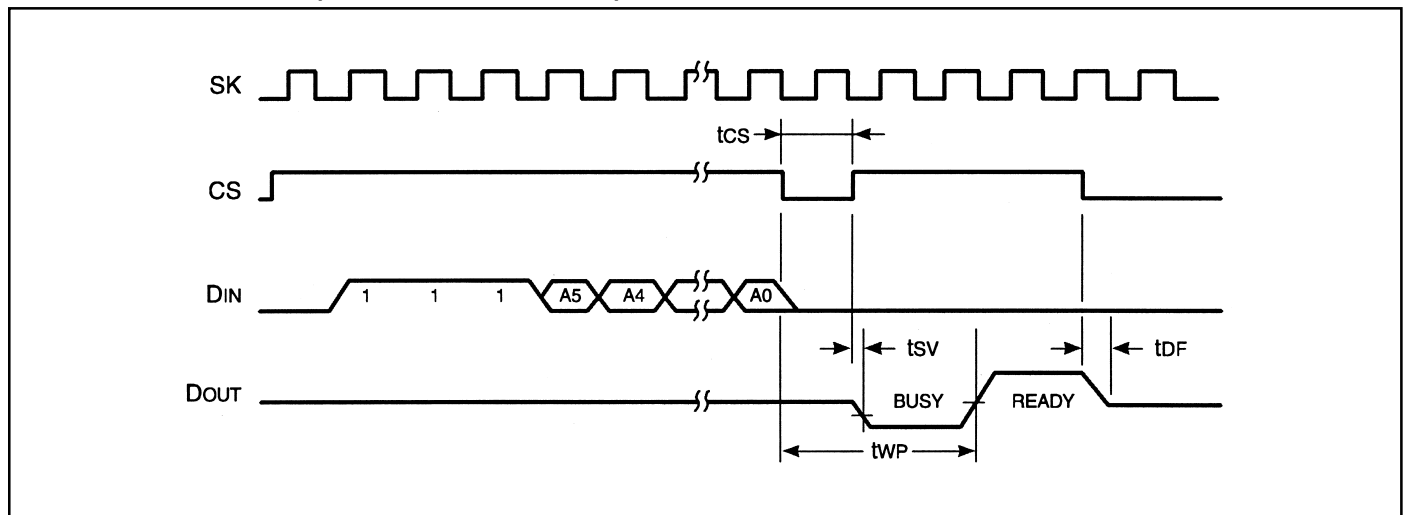 SK
tCS
CS
DIN 1 1 1 A5 A4 A0
tSV tDF
DOUT BUSY READY
tWP